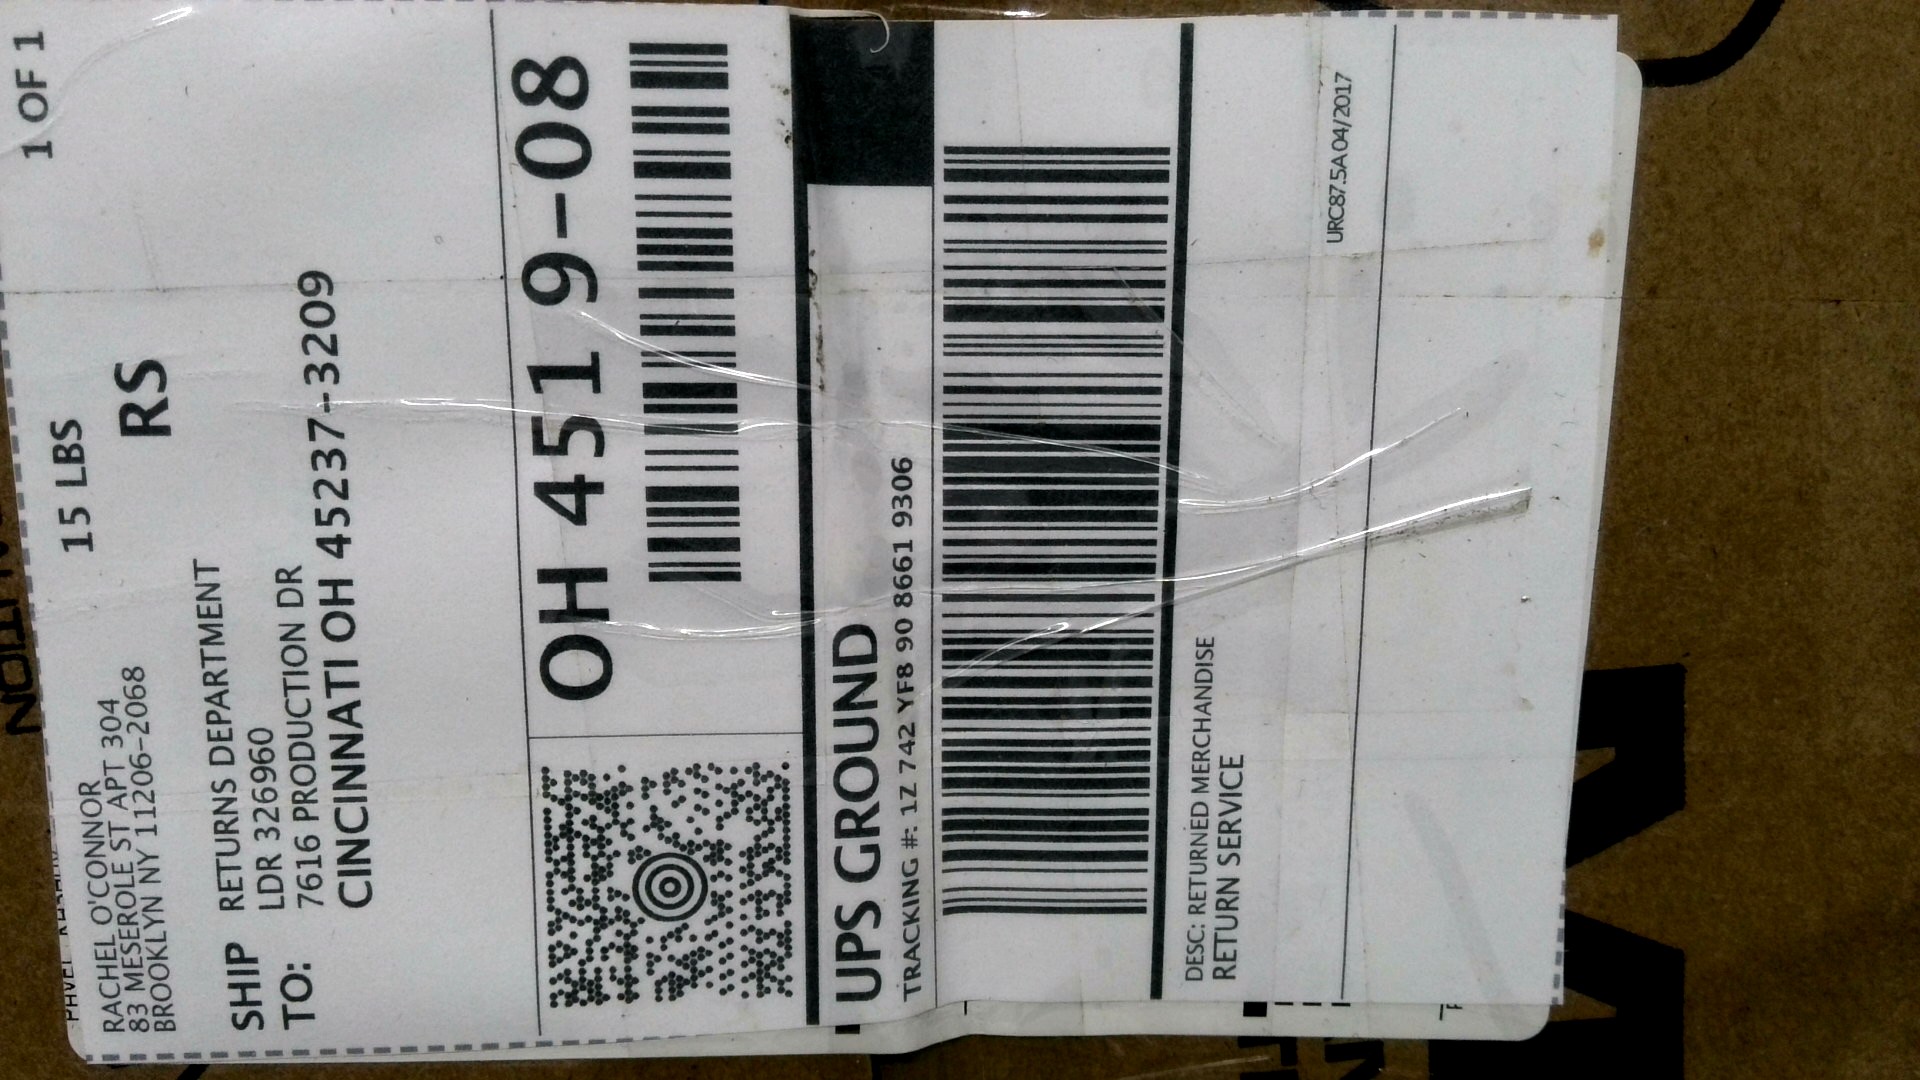 RACHEL O'CONNOR
83 MESEROLE ST APT 304
BROOKLYN NY 11206-2068
15 LBS
1 OF 1
RS
SHIP TO:
RETURNS DEPARTMENT
LDR 326960
7616 PRODUCTION DR
CINCINNATI OH 45237-3209
OH 451 9-08
UPS GROUND
TRACKING #: 1Z 742 YF8 90 8661 9306
DESC: RETURNED MERCHANDISE
RETURN SERVICE
URC87.5A 04/2017